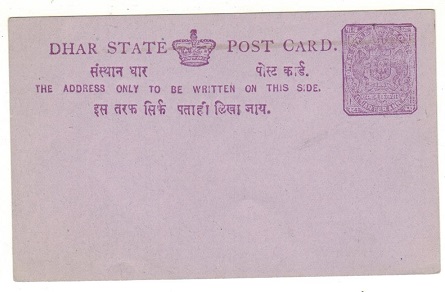 DHAR STATE POST CARD.
संस्थान धार पोस्ट कार्ड.
THE ADDRESS ONLY TO BE WRITTEN ON THIS SIDE.
इस तरफ सिर्फ पताही लिखा जाय.